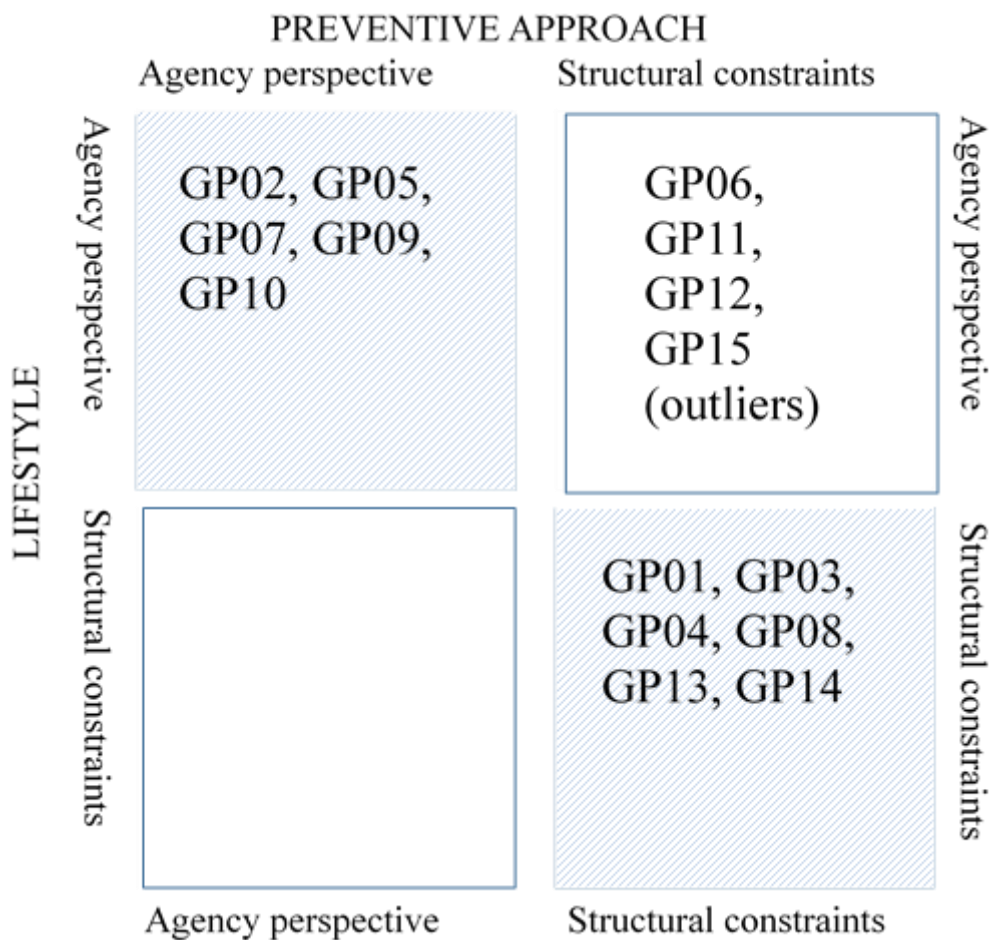 PREVENTIVE APPROACH
Agency perspective
Structural constraints
LIFESTYLE
Agency perspective
GP02, GP05,
GP07, GP09,
GP10
GP06,
GP11,
GP12,
GP15
(outliers)
Agency perspective
Structural constraints
GP01, GP03,
GP04, GP08,
GP13, GP14
Structural constraints
Agency perspective
Structural constraints